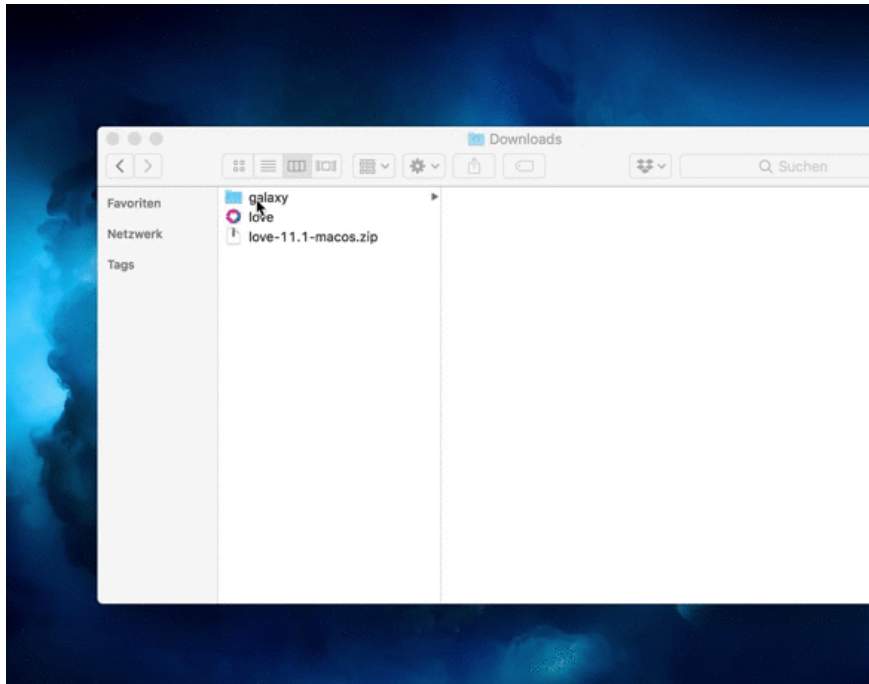 Downloads
Suchen
Favoriten
Netzwerk
Tags
galaxy
love
love-11.1-macos.zip